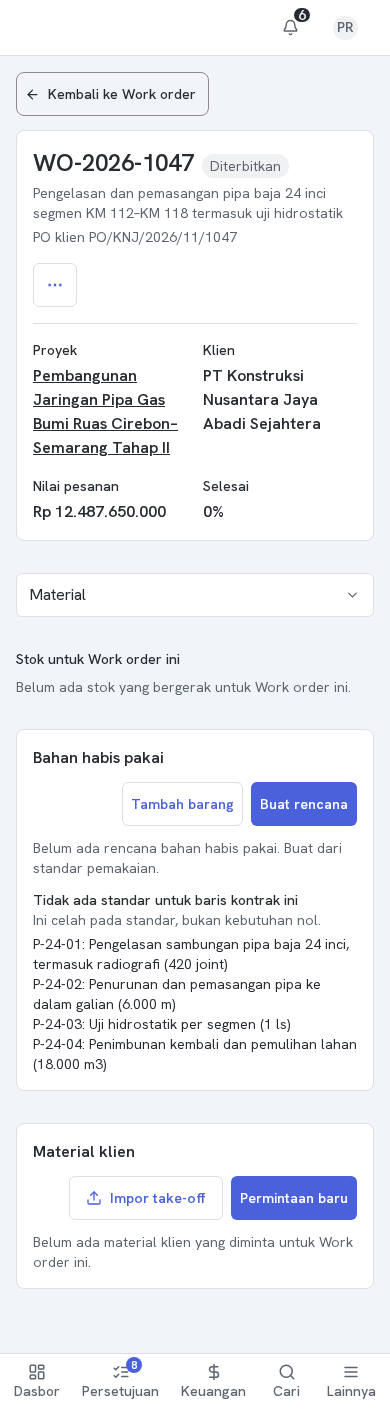 6
PR
Kembali ke Work order
WO-2026-1047 Diterbitkan
Pengelasan dan pemasangan pipa baja 24 inci
segmen KM 112–KM 118 termasuk uji hidrostatik
PO klien PO/KNJ/2026/11/1047
Proyek
Pembangunan
Jaringan Pipa Gas
Bumi Ruas Cirebon–
Semarang Tahap II
Klien
PT Konstruksi
Nusantara Jaya
Abadi Sejahtera
Nilai pesanan
Rp 12.487.650.000
Selesai
0%
Material
Stok untuk Work order ini
Belum ada stok yang bergerak untuk Work order ini.
Bahan habis pakai
Tambah barang
Buat rencana
Belum ada rencana bahan habis pakai. Buat dari
standar pemakaian.
Tidak ada standar untuk baris kontrak ini
Ini celah pada standar, bukan kebutuhan nol.
P-24-01: Pengelasan sambungan pipa baja 24 inci,
termasuk radiografi (420 joint)
P-24-02: Penurunan dan pemasangan pipa ke
dalam galian (6.000 m)
P-24-03: Uji hidrostatik per segmen (1 ls)
P-24-04: Penimbunan kembali dan pemulihan lahan
(18.000 m3)
Material klien
Impor take-off
Permintaan baru
Belum ada material klien yang diminta untuk Work
order ini.
8
Dasbor Persetujuan Keuangan Cari Lainnya